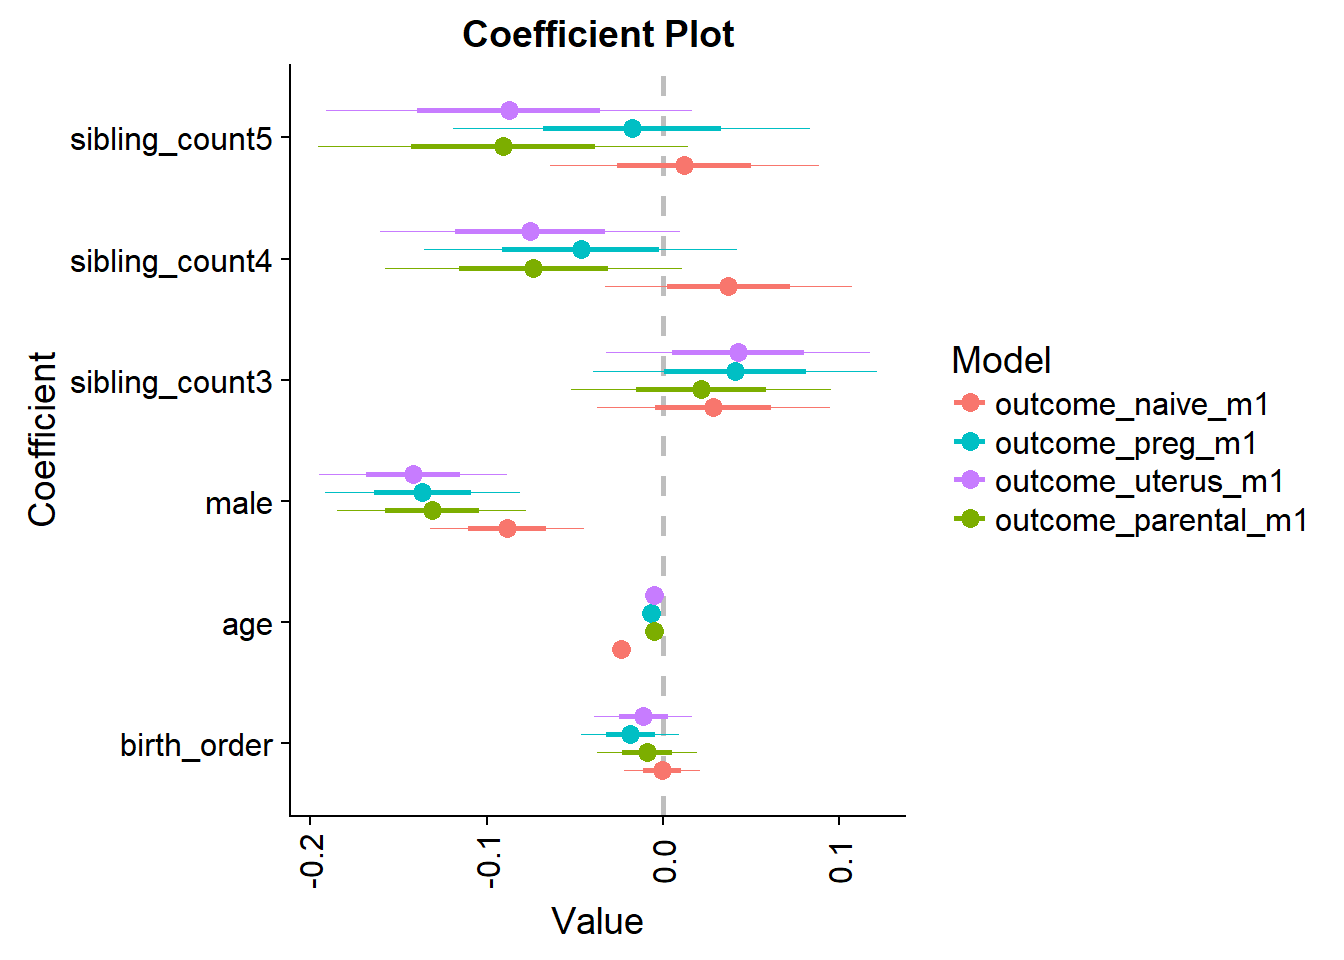 Coefficient Plot
Coefficient
sibling_count5
sibling_count4
sibling_count3
male
age
birth_order
-0.2
-0.1
0.0
0.1
Value
Model
outcome_naive_m1
outcome_preg_m1
outcome_uterus_m1
outcome_parental_m1